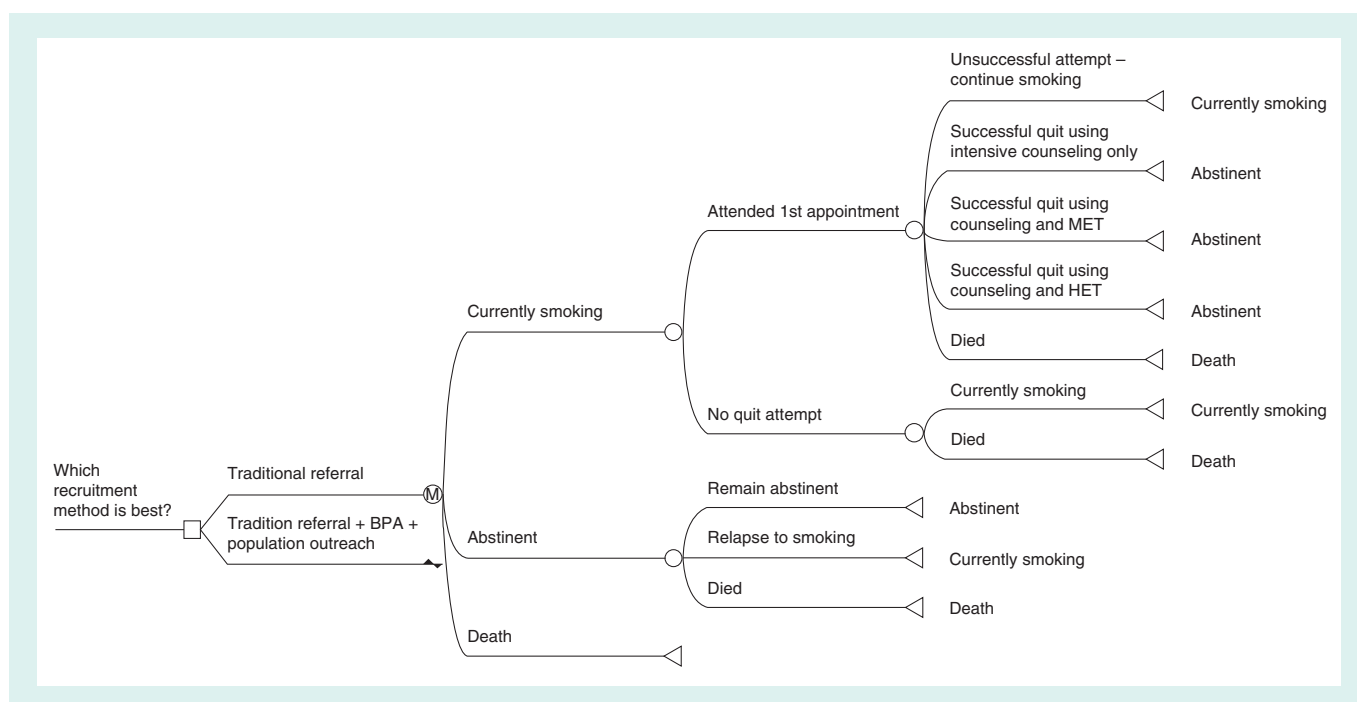 Unsuccessful attempt –
continue smoking
Currently smoking
Successful quit using
intensive counseling only
Abstinent
Successful quit using
counseling and MET
Abstinent
Attended 1st appointment
Successful quit using
counseling and HET
Abstinent
Died
Death
Currently smoking
No quit attempt
Currently smoking
Currently smoking
Died
Death
Which
recruitment
method is best?
Traditional referral
M
Tradition referral + BPA +
population outreach
Abstinent
Remain abstinent
Abstinent
Relapse to smoking
Currently smoking
Died
Death
Death